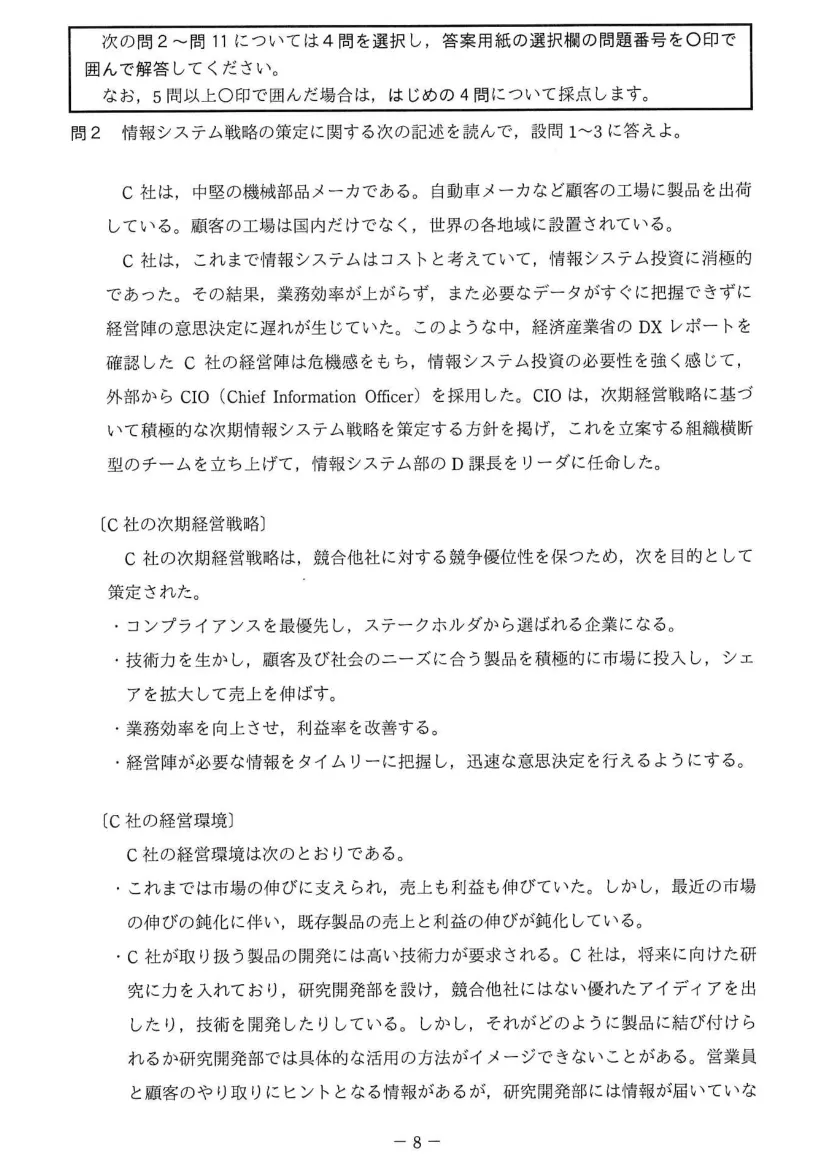 次の問2～問11については4問を選択し，答案用紙の選択欄の問題番号を〇印で
囲んで解答してください。
なお，5問以上〇印で囲んだ場合は，はじめの4問について採点します。
問2　情報システム戦略の策定に関する次の記述を読んで，設問1～3に答えよ。
C社は，中堅の機械部品メーカである。自動車メーカなど顧客の工場に製品を出荷
している。顧客の工場は国内だけでなく，世界の各地域に設置されている。
C社は，これまで情報システムはコストと考えていて，情報システム投資に消極的
であった。その結果，業務効率が上がらず，また必要なデータがすぐに把握できずに
経営陣の意思決定に遅れが生じていた。このような中，経済産業省のDXレポートを
確認したC社の経営陣は危機感をもち，情報システム投資の必要性を強く感じて，
外部からCIO（Chief Information Officer）を採用した。CIOは，次期経営戦略に基づ
いて積極的な次期情報システム戦略を策定する方針を掲げ，これを立案する組織横断
型のチームを立ち上げて，情報システム部のD課長をリーダに任命した。
〔C社の次期経営戦略〕
C社の次期経営戦略は，競合他社に対する競争優位性を保つため，次を目的として
策定された。
・コンプライアンスを最優先し，ステークホルダから選ばれる企業になる。
・技術力を生かし，顧客及び社会のニーズに合う製品を積極的に市場に投入し，シェ
アを拡大して売上を伸ばす。
・業務効率を向上させ，利益率を改善する。
・経営陣が必要な情報をタイムリーに把握し，迅速な意思決定を行えるようにする。
〔C社の経営環境〕
C社の経営環境は次のとおりである。
・これまでは市場の伸びに支えられ，売上も利益も伸びていた。しかし，最近の市場
の伸びの鈍化に伴い，既存製品の売上と利益の伸びが鈍化している。
・C社が取り扱う製品の開発には高い技術力が要求される。C社は，将来に向けた研
究に力を入れており，研究開発部を設け，競合他社にはない優れたアイディアを出
したり，技術を開発したりしている。しかし，それがどのように製品に結び付けら
れるか研究開発部では具体的な活用の方法がイメージできないことがある。営業員
と顧客のやり取りにヒントとなる情報があるが，研究開発部には情報が届いていな
－8－